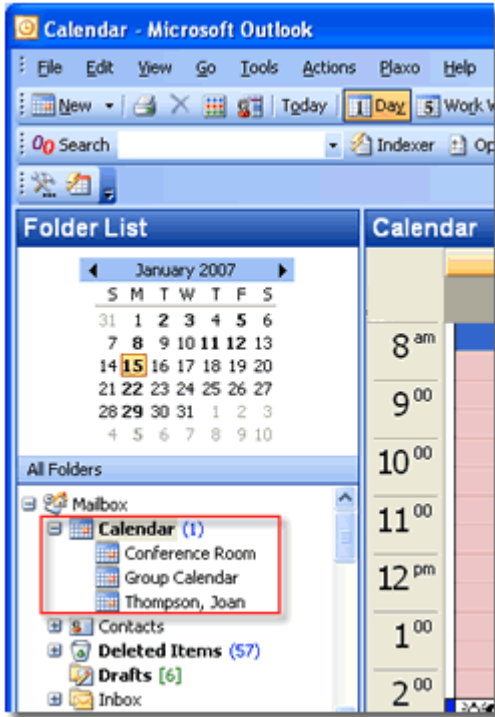 Calendar - Microsoft Outlook
File Edit View Go Tools Actions Plaxo Help
New Today 1 Day 5 Work
Search Indexer
Folder List
Calendar
January 2007
S M T W T F S
31 1 2 3 4 5 6
7 8 9 10 11 12 13
14 15 16 17 18 19 20
21 22 23 24 25 26 27
28 29 30 31 1 2 3
4 5 6 7 8 9 10
All Folders
Mailbox
Calendar (1)
Conference Room
Group Calendar
Thompson, Joan
Contacts
Deleted Items (57)
Drafts [6]
Inbox
8 am
9 00
10 00
11 00
12 pm
1 00
2 00